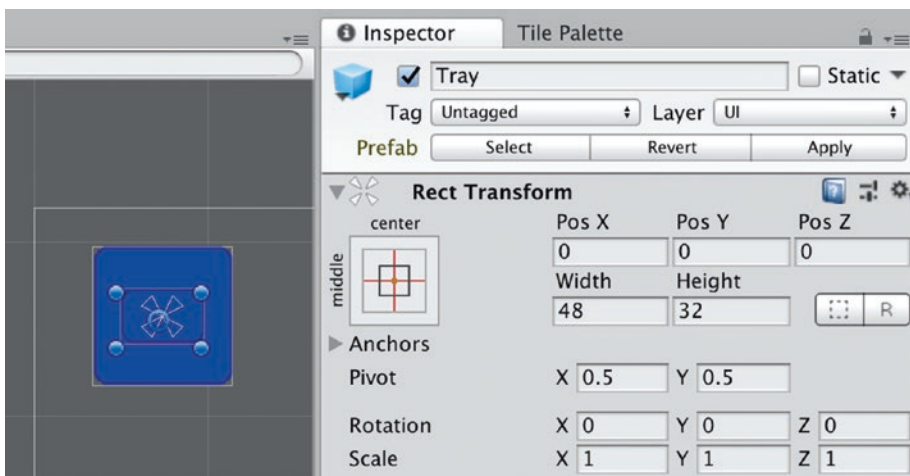 Inspector Tile Palette
Tray Static
Tag Untagged Layer UI
Prefab Select Revert Apply
Rect Transform
center Pos X Pos Y Pos Z
middle 0 0 0
Width Height
48 32 R
Anchors
Pivot X 0.5 Y 0.5
Rotation X 0 Y 0 Z 0
Scale X 1 Y 1 Z 1